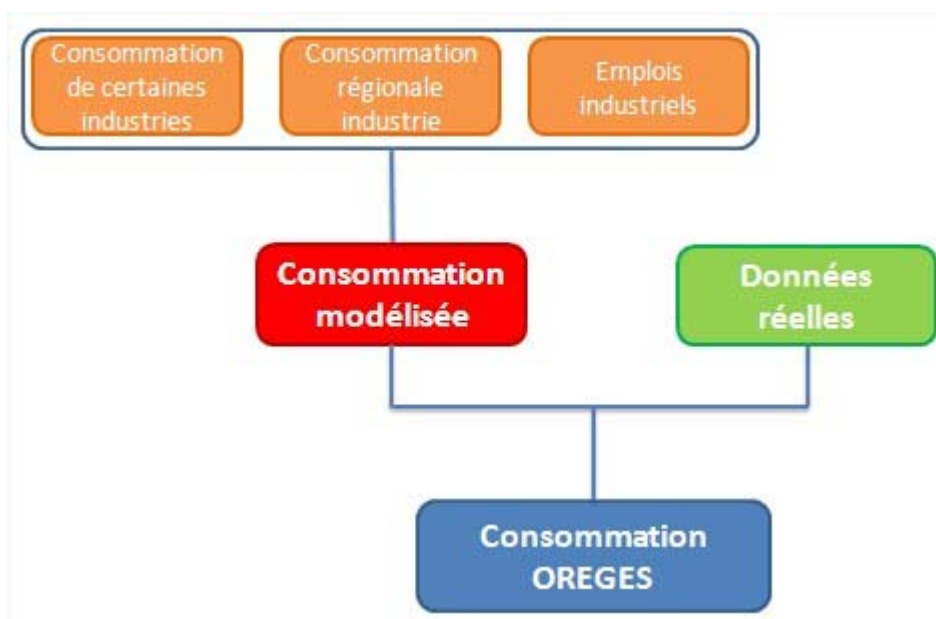 Consommation
de certaines
industries
Consommation
régionale
industrie
Emplois
industriels
Consommation
modélisée
Données
réelles
Consommation
OREGES